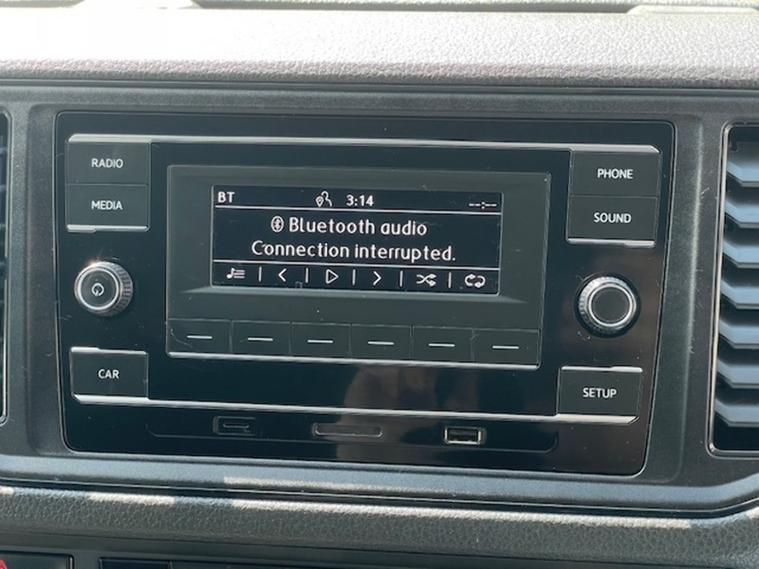 RADIO
PHONE
BT 3:14 --:--
MEDIA
SOUND
Bluetooth audio
Connection interrupted.
CAR
SETUP